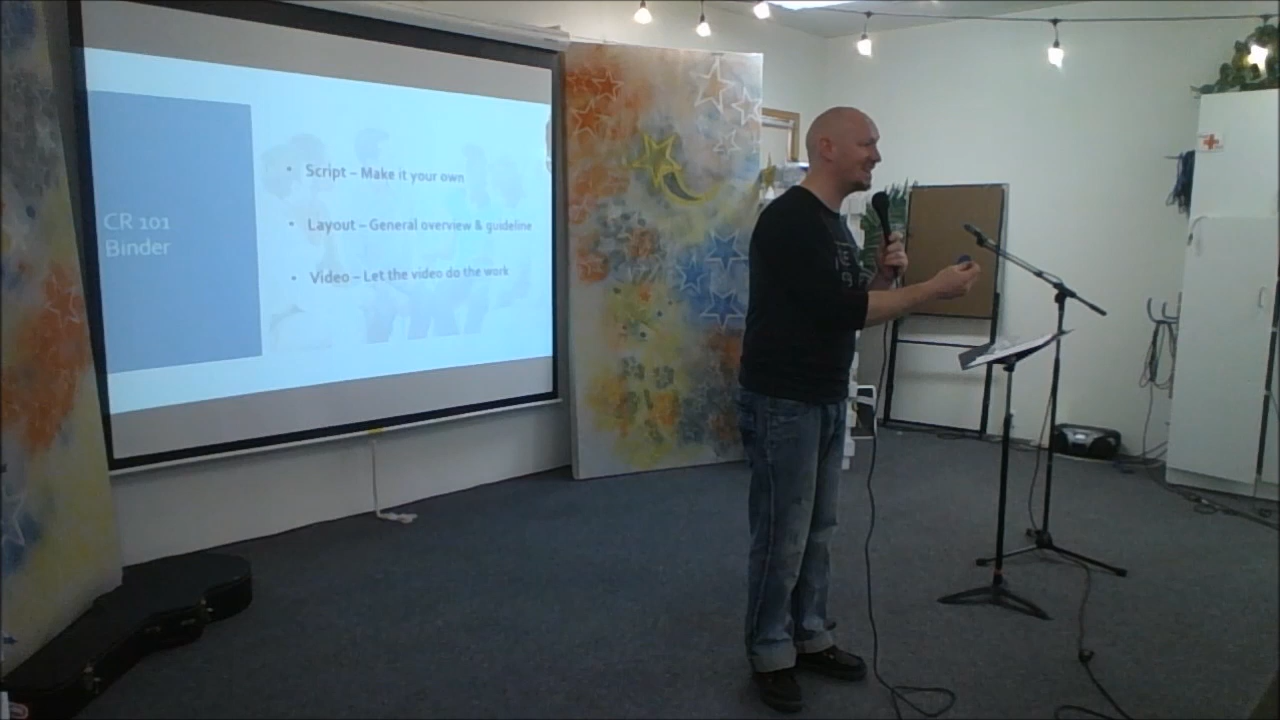 CR 101
Binder
• Script – Make it your own
• Layout – General overview & guideline
• Video – Let the video do the work